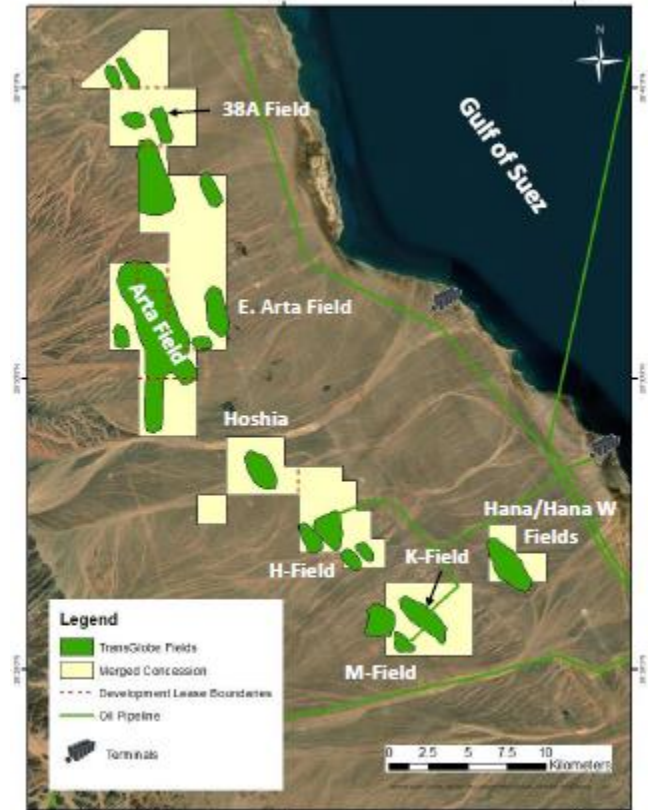 N
38A Field
Gulf of Suez
E. Arta Field
Arta Field
Hoshia
Hana/Hana W
Fields
K-Field
H-Field
M-Field
Legend
TransGlobe Fields
Merged Concession
Development Lease Boundaries
Oil Pipeline
Terminals
0 2.5 5 7.5 10
Kilometers